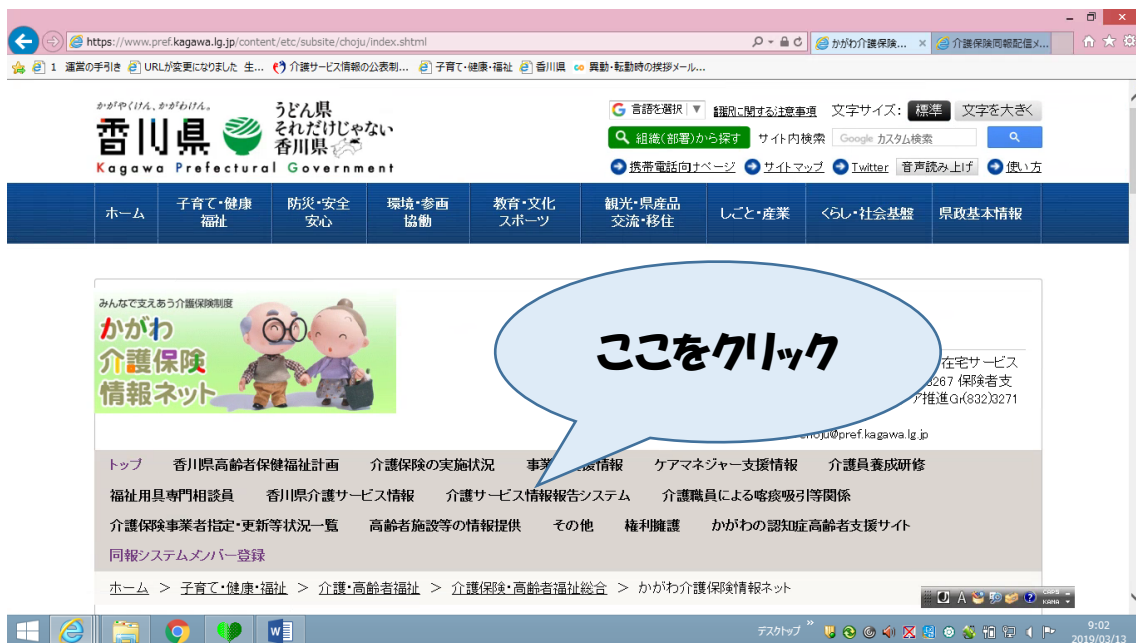 https://www.pref.kagawa.lg.jp/content/etc/subsite/choju/index.shtml
かがわ介護保険...
介護保険同報配信メ...
1 運営の手引き
URLが変更になりました 生...
介護サービス情報の公表制...
子育て・健康・福祉
香川県
異動・転勤時の挨拶メール...
かがやくけん、かがわけん。
香川県
Kagawa Prefectural Government
うどん県
それだけじゃない
香川県
言語を選択 ▼
翻訳に関する注意事項
文字サイズ:
標準
文字を大きく
組織(部署)から探す
サイト内検索
Google カスタム検索
携帯電話向けページ
サイトマップ
Twitter
音声読み上げ
使い方
ホーム
子育て・健康
福祉
防災・安全
安心
環境・参画
協働
教育・文化
スポーツ
観光・県産品
交流・移住
しごと・産業
くらし・社会基盤
県政基本情報
みんなで支えあう介護保険制度
かがわ
介護保険
情報ネット
ここをクリック
在宅サービス
3267 保険者支
ア推進Gr(832)3271
choju@pref.kagawa.lg.jp
トップ 香川県高齢者保健福祉計画 介護保険の実施状況 事業 援情報 ケアマネジャー支援情報 介護員養成研修
福祉用具専門相談員 香川県介護サービス情報 介護サービス情報報告システム 介護職員による喀痰吸引等関係
介護保険事業者指定・更新等状況一覧 高齢者施設等の情報提供 その他 権利擁護 かがわの認知症高齢者支援サイト
同報システムメンバー登録
ホーム > 子育て・健康・福祉 > 介護・高齢者福祉 > 介護保険・高齢者福祉総合 > かがわ介護保険情報ネット
A
CAPS
KANA
デスクトップ
9:02
2019/03/13